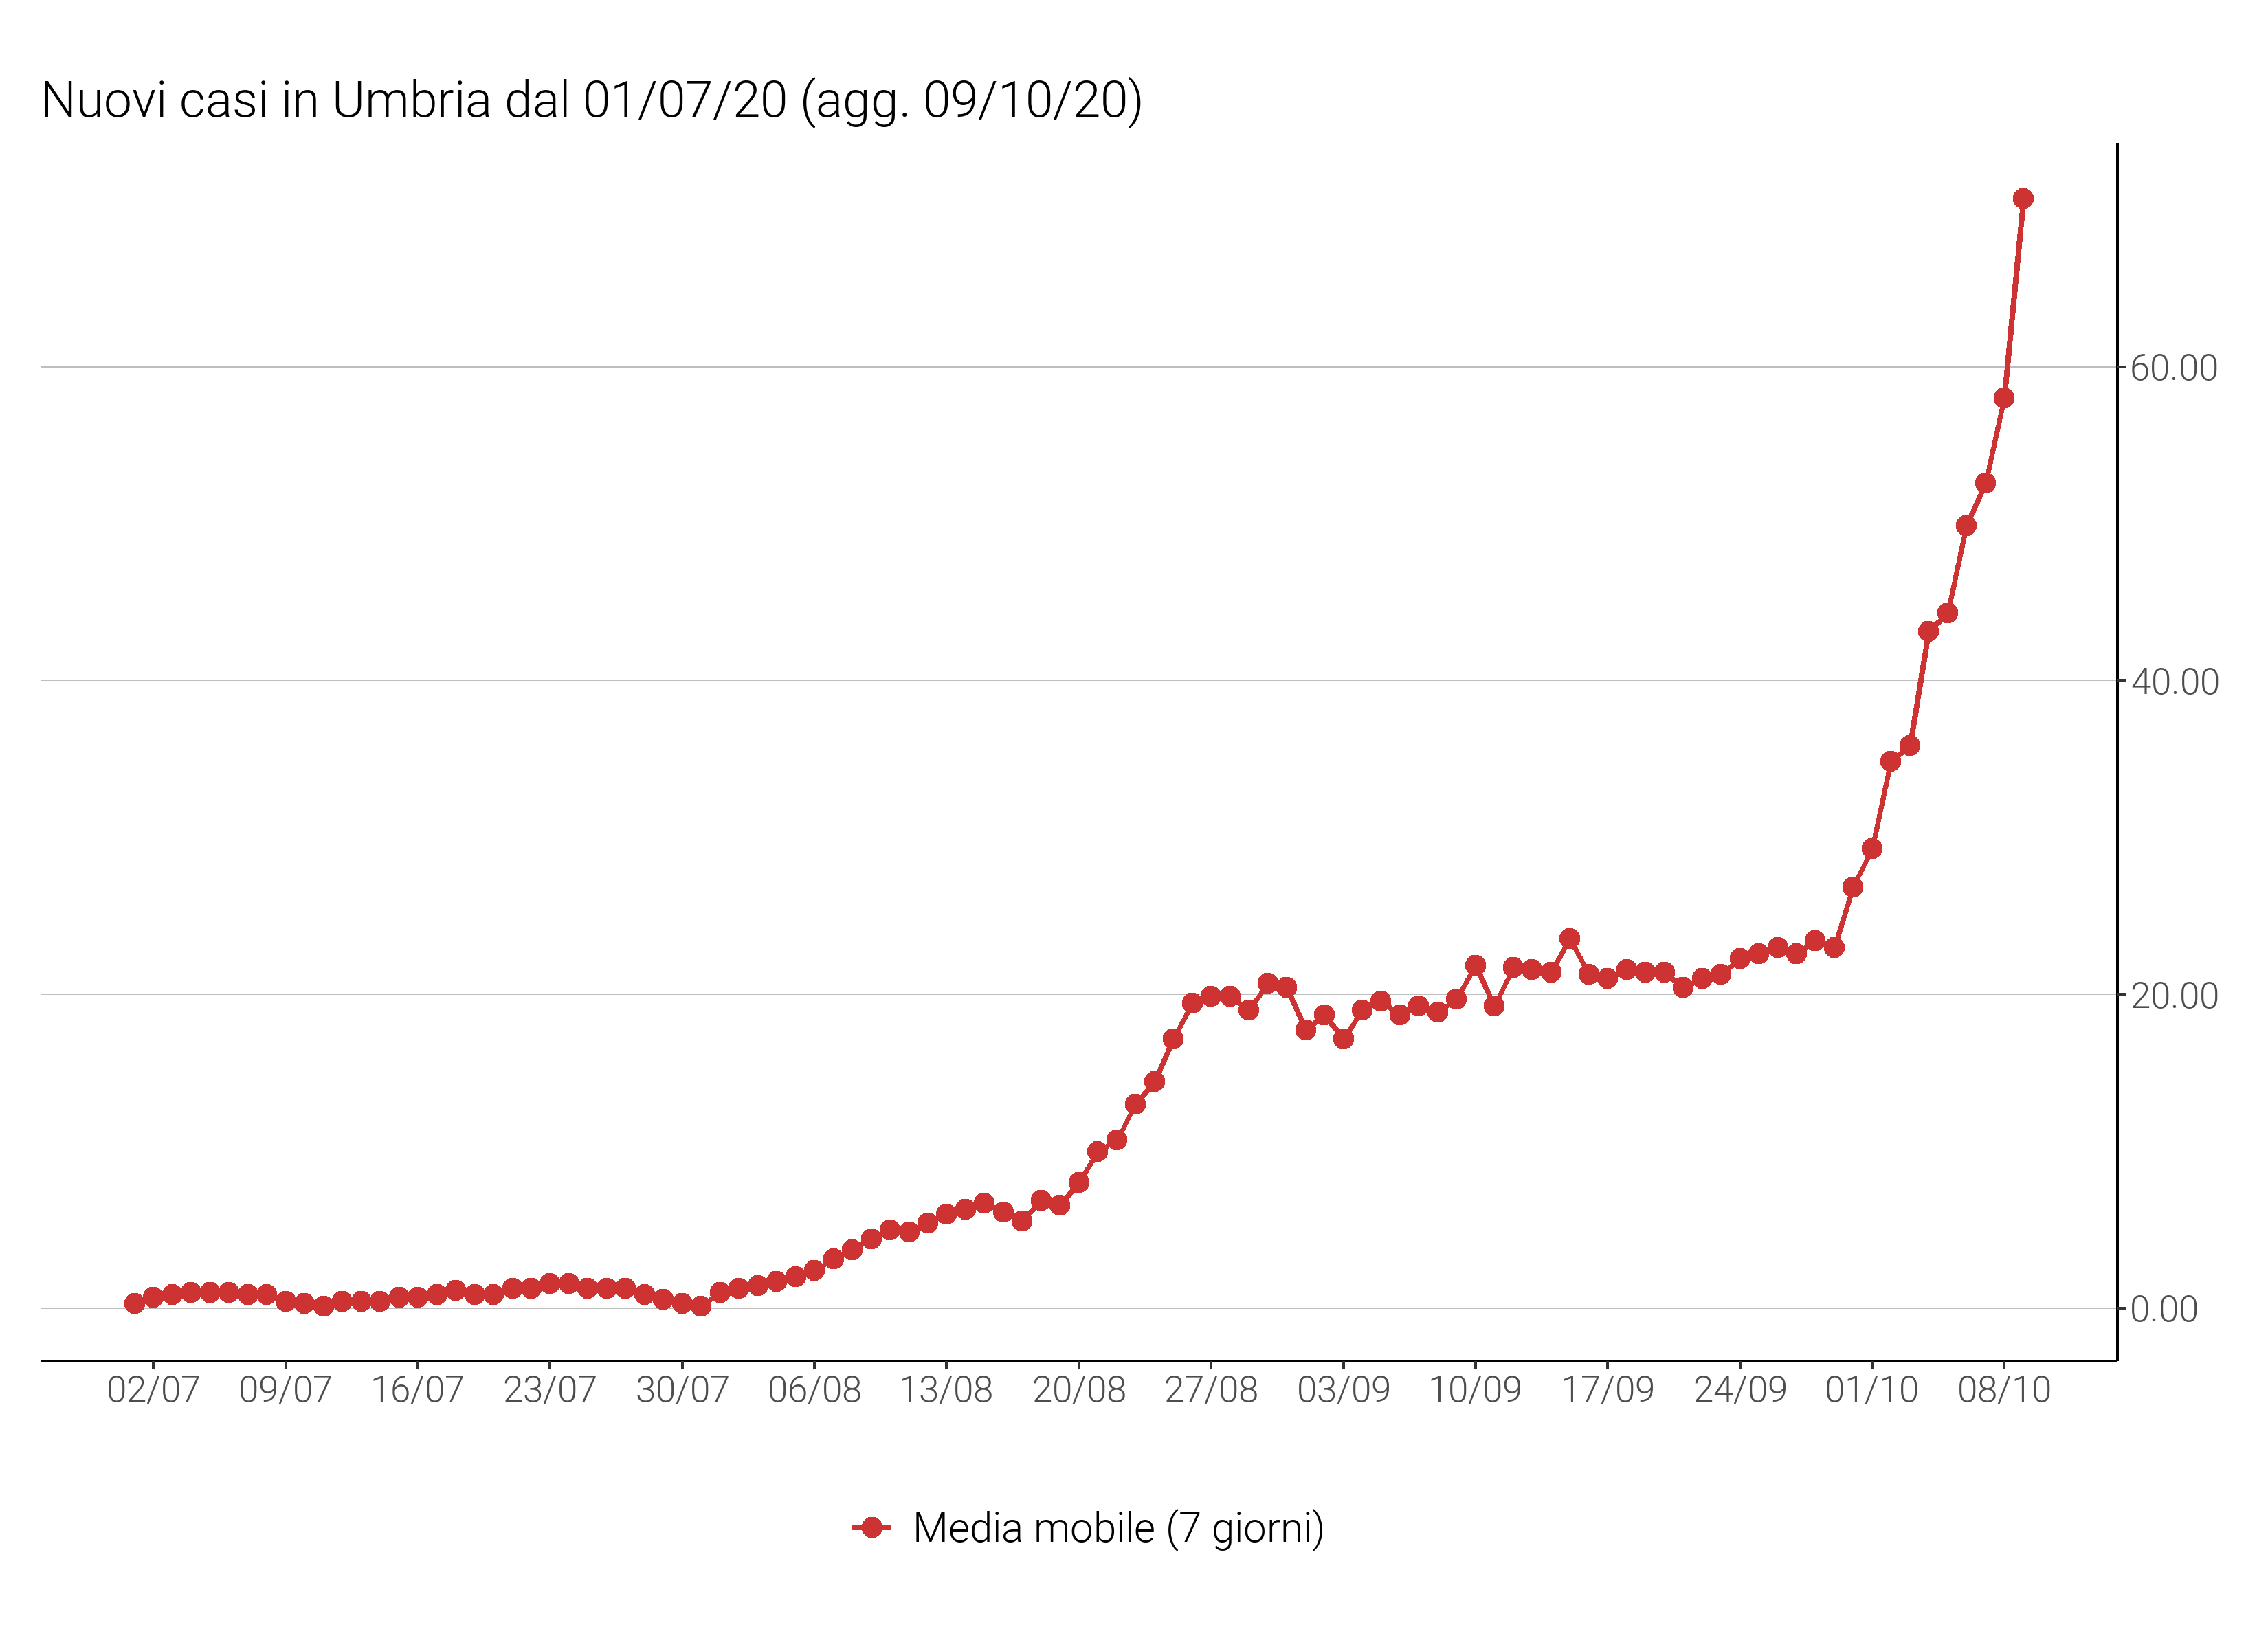 Nuovi casi in Umbria dal 01/07/20 (agg. 09/10/20)
60.00
40.00
20.00
0.00
02/07 09/07 16/07 23/07 30/07 06/08 13/08 20/08 27/08 03/09 10/09 17/09 24/09 01/10 08/10
Media mobile (7 giorni)